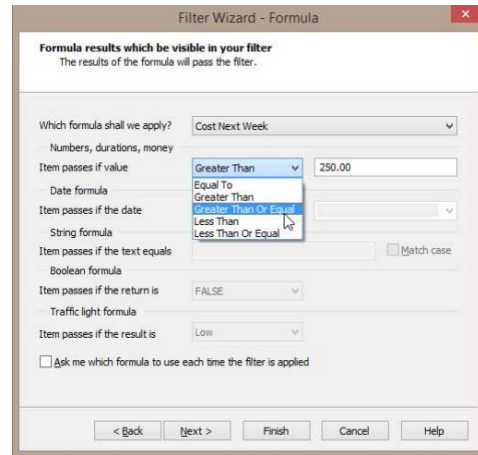 Filter Wizard - Formula
Formula results which be visible in your filter
The results of the formula will pass the filter.
Which formula shall we apply? Cost Next Week
Numbers, durations, money
Item passes if value Greater Than 250.00
Equal To
Greater Than
Greater Than Or Equal
Less Than
Less Than Or Equal
Date formula
Item passes if the date
String formula
Item passes if the text equals Match case
Boolean formula
Item passes if the return is FALSE
Traffic light formula
Item passes if the result is Low
Ask me which formula to use each time the filter is applied
< Back Next > Finish Cancel Help